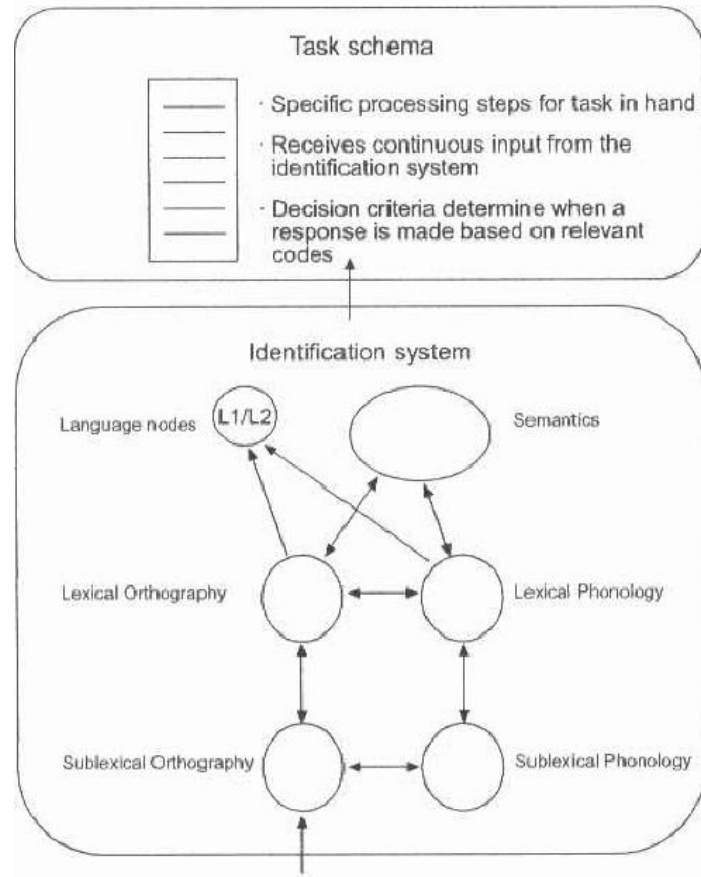 Task schema
· Specific processing steps for task in hand
· Receives continuous input from the
identification system
· Decision criteria determine when a
response is made based on relevant
codes
Identification system
Language nodes
L1/L2
Semantics
Lexical Orthography
Lexical Phonology
Sublexical Orthography
Sublexical Phonology